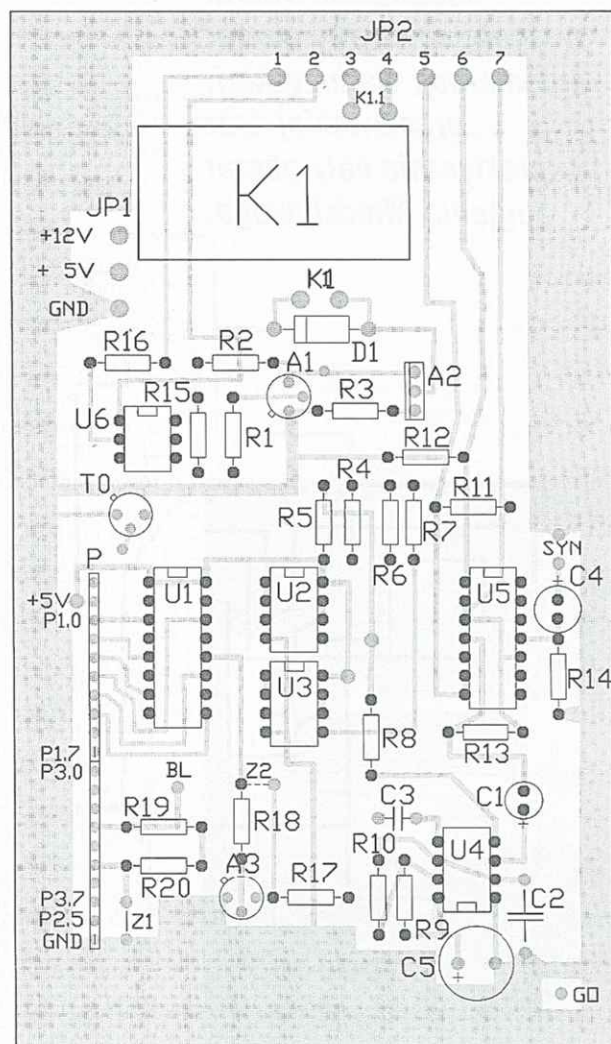 JP2
1 2 3 4 5 6 7
K1.1
K1
JP1
+12V
+ 5V
GND
K1
D1
R16
R2
A1
A2
R15
R3
U6
R1
R12
T0
R4
R11
R5
R7
R6
SYN
P
C4
+5V
U1
U2
U5
P1.0
R14
U3
R8
R13
P1.7
P3.0
BL
Z2
C1
C3
R19
R18
R10
U4
R20
A3
R17
C2
P3.7
P2.5
Z1
R9
GND
C5
+
+
+
GO